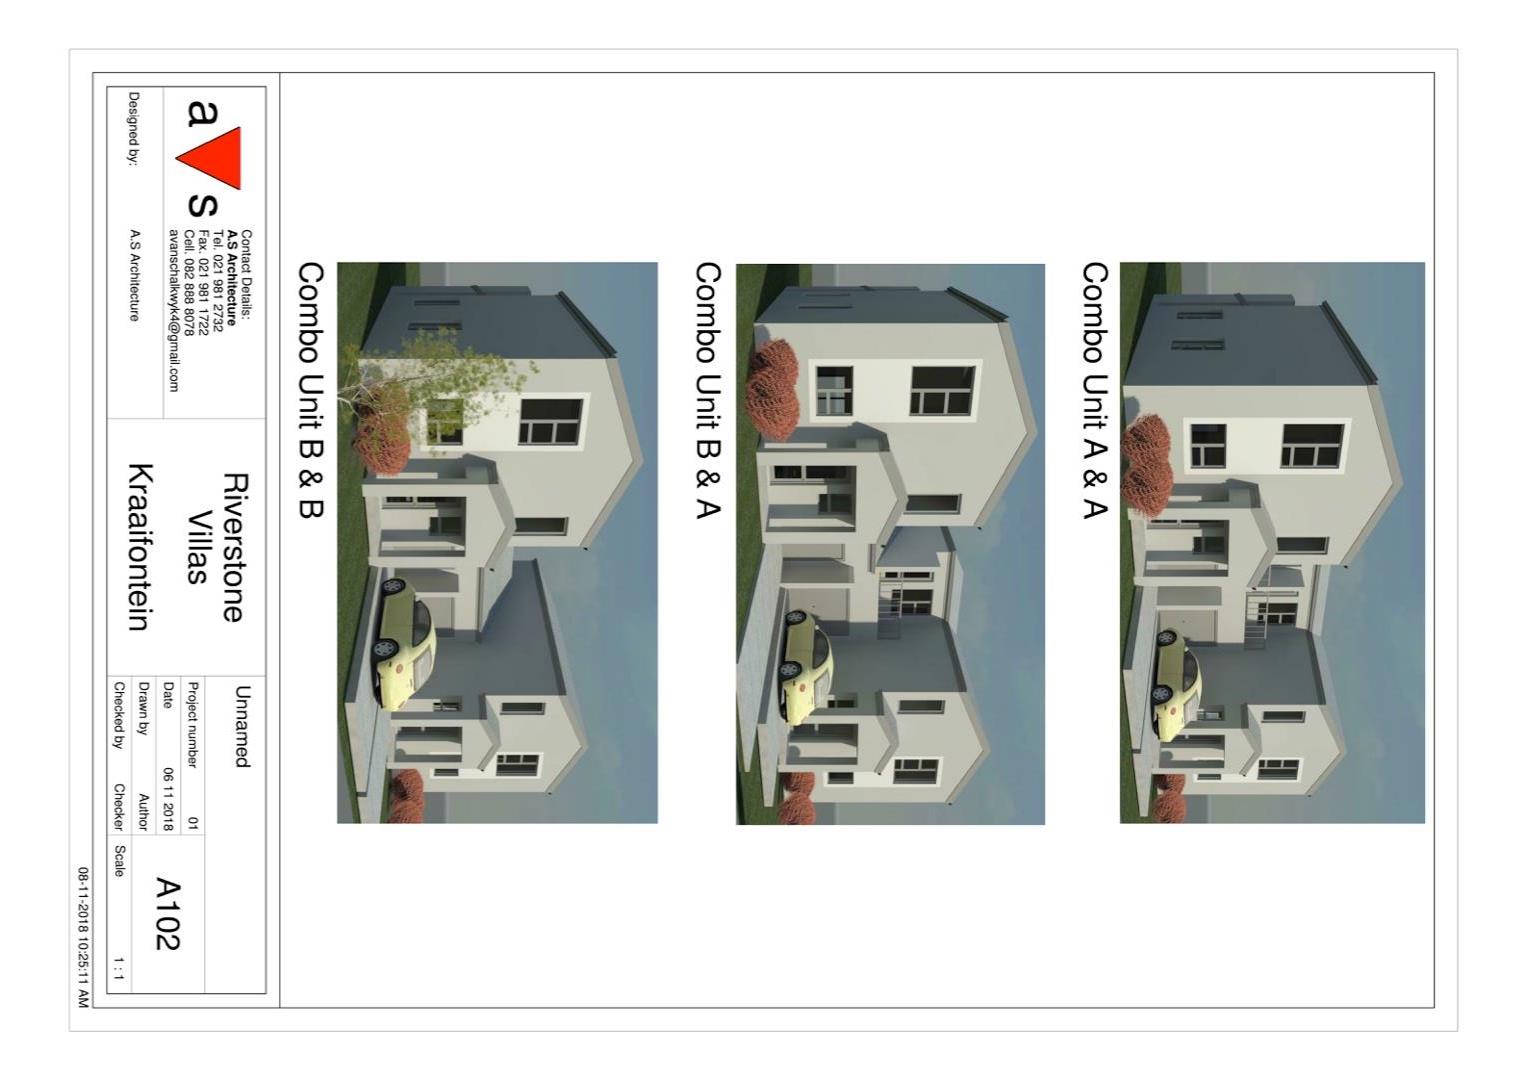 Combo Unit A & A
Combo Unit B & A
Combo Unit B & B
a s
Contact Details:
A.S Architecture
Tel. 021 981 2732
Fax. 021 981 1722
Cell. 082 888 8078
avanschalkwyk4@gmail.com
Designed by: A.S Architecture
Riverstone
Villas
Kraaifontein
Unnamed
Project number 01
Date 06 11 2018
Drawn by Author
Checked by Checker
A102
Scale 1 : 1
08-11-2018 10:25:11 AM